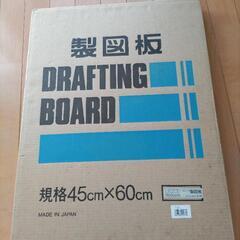 製図板
DRAFTING
BOARD
規格45cm×60cm
MADE IN JAPAN